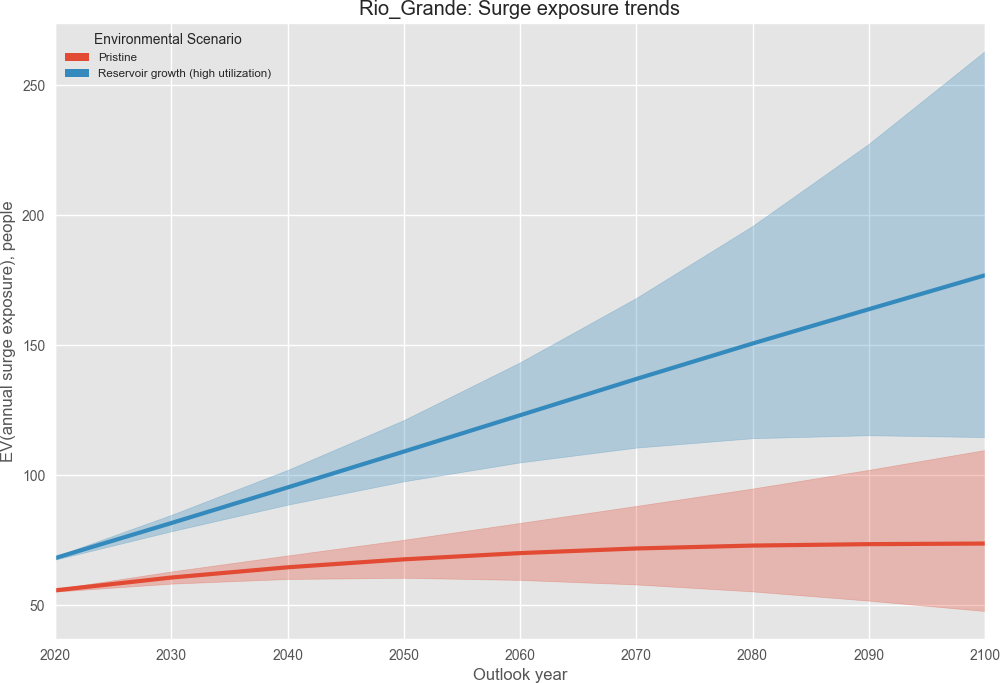 Rio_Grande: Surge exposure trends
Environmental Scenario
Pristine
Reservoir growth (high utilization)
EV(annual surge exposure), people
250
200
150
100
50
2020 2030 2040 2050 2060 2070 2080 2090 2100
Outlook year